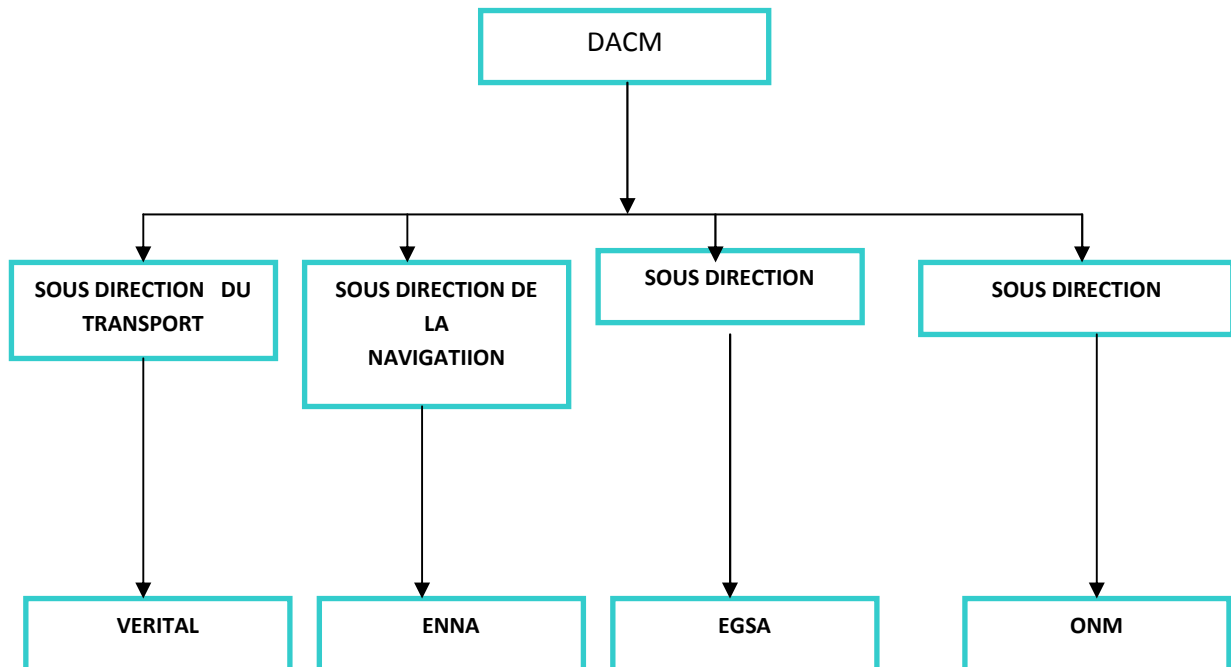 DACM
SOUS DIRECTION DU
TRANSPORT
SOUS DIRECTION DE
LA
NAVIGATIION
SOUS DIRECTION
SOUS DIRECTION
VERITAL
ENNA
EGSA
ONM